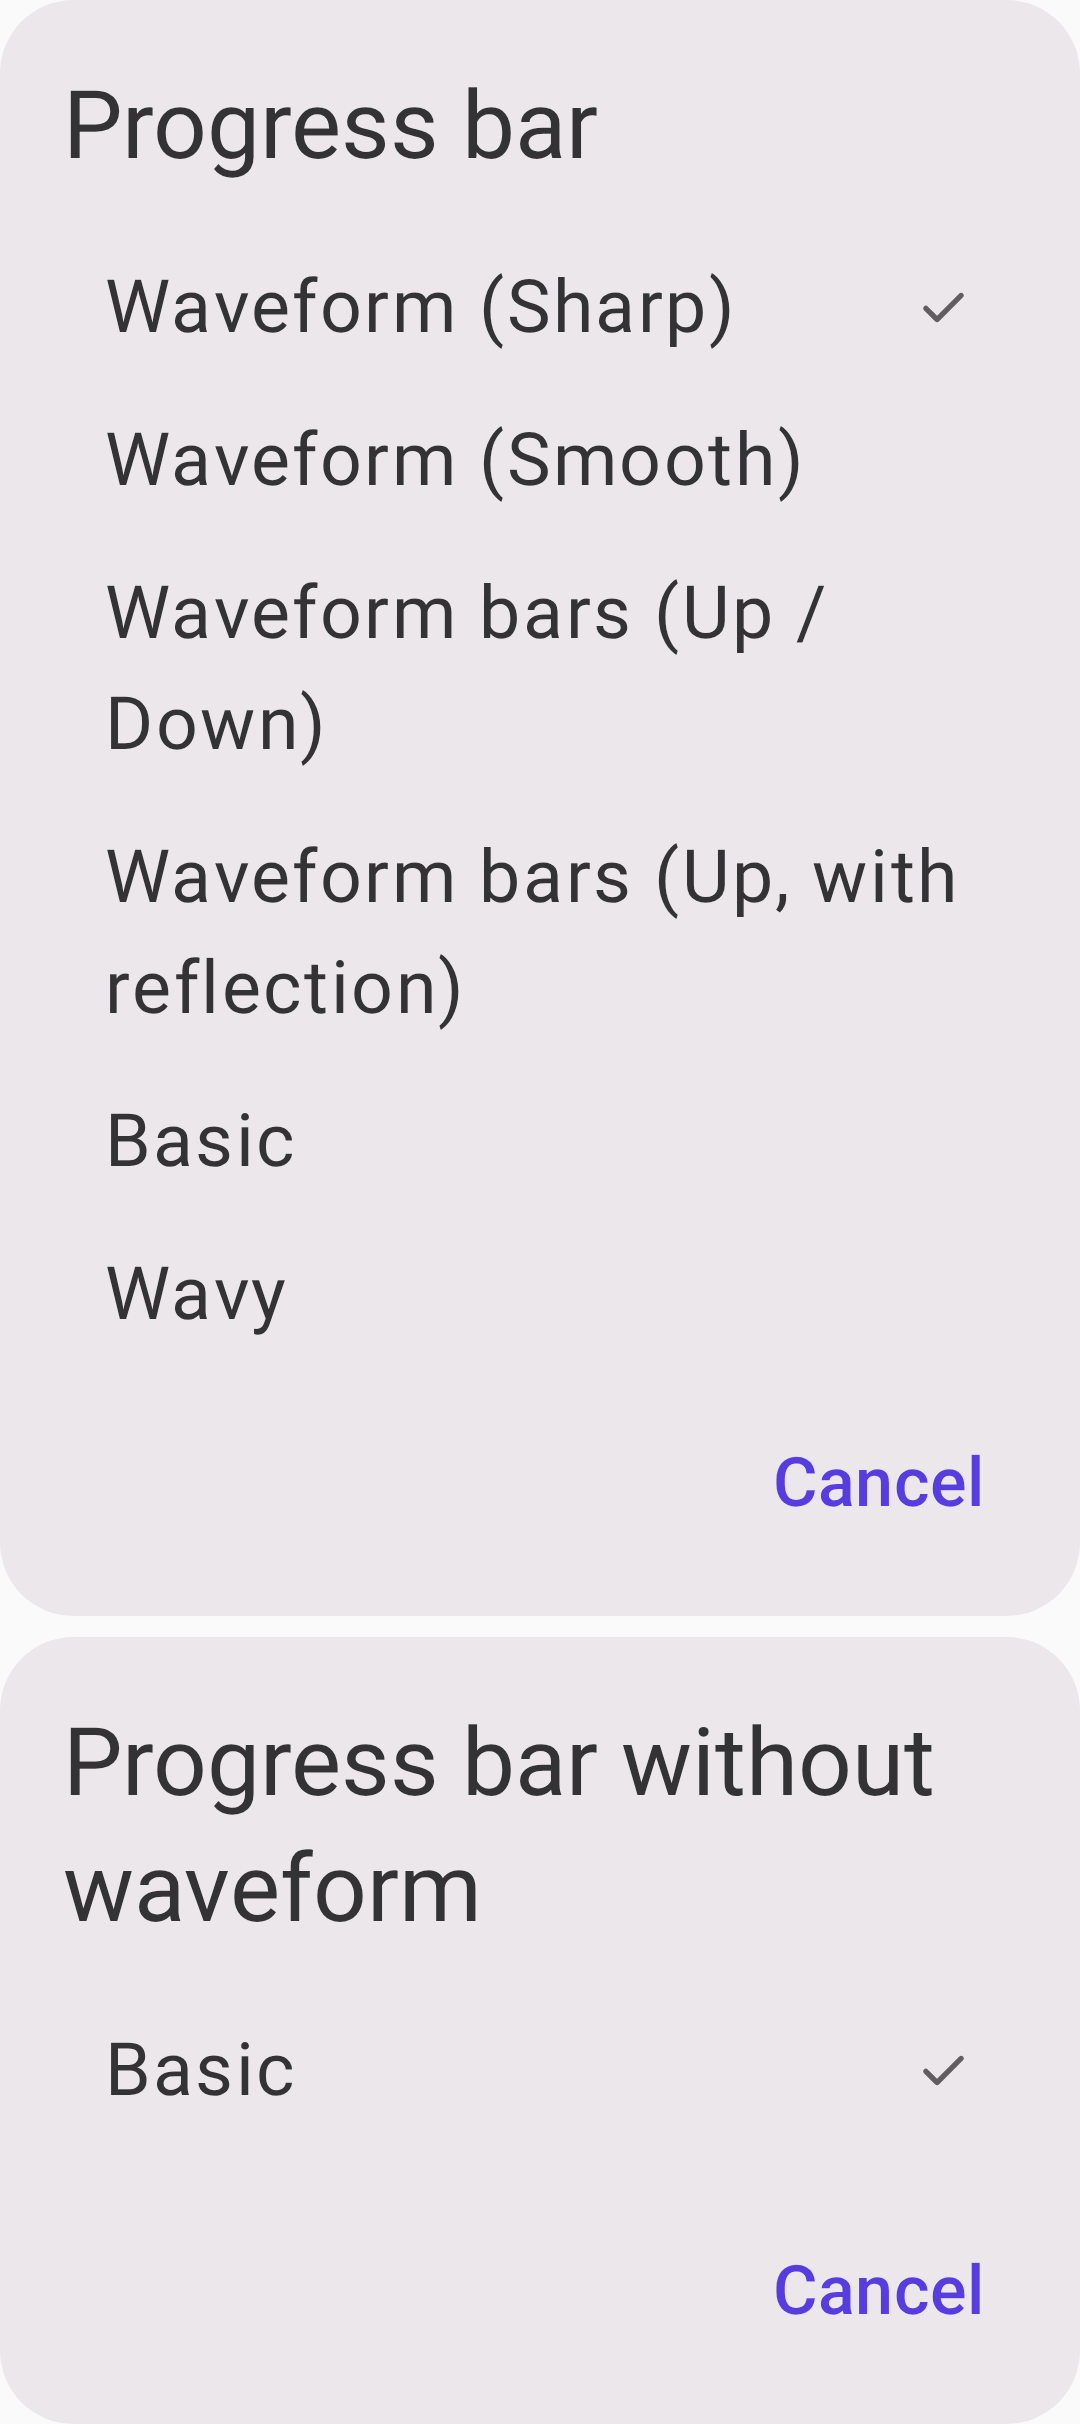 Progress bar
Waveform (Sharp)
Waveform (Smooth)
Waveform bars (Up /
Down)
Waveform bars (Up, with
reflection)
Basic
Wavy
Cancel
Progress bar without
waveform
Basic
Cancel